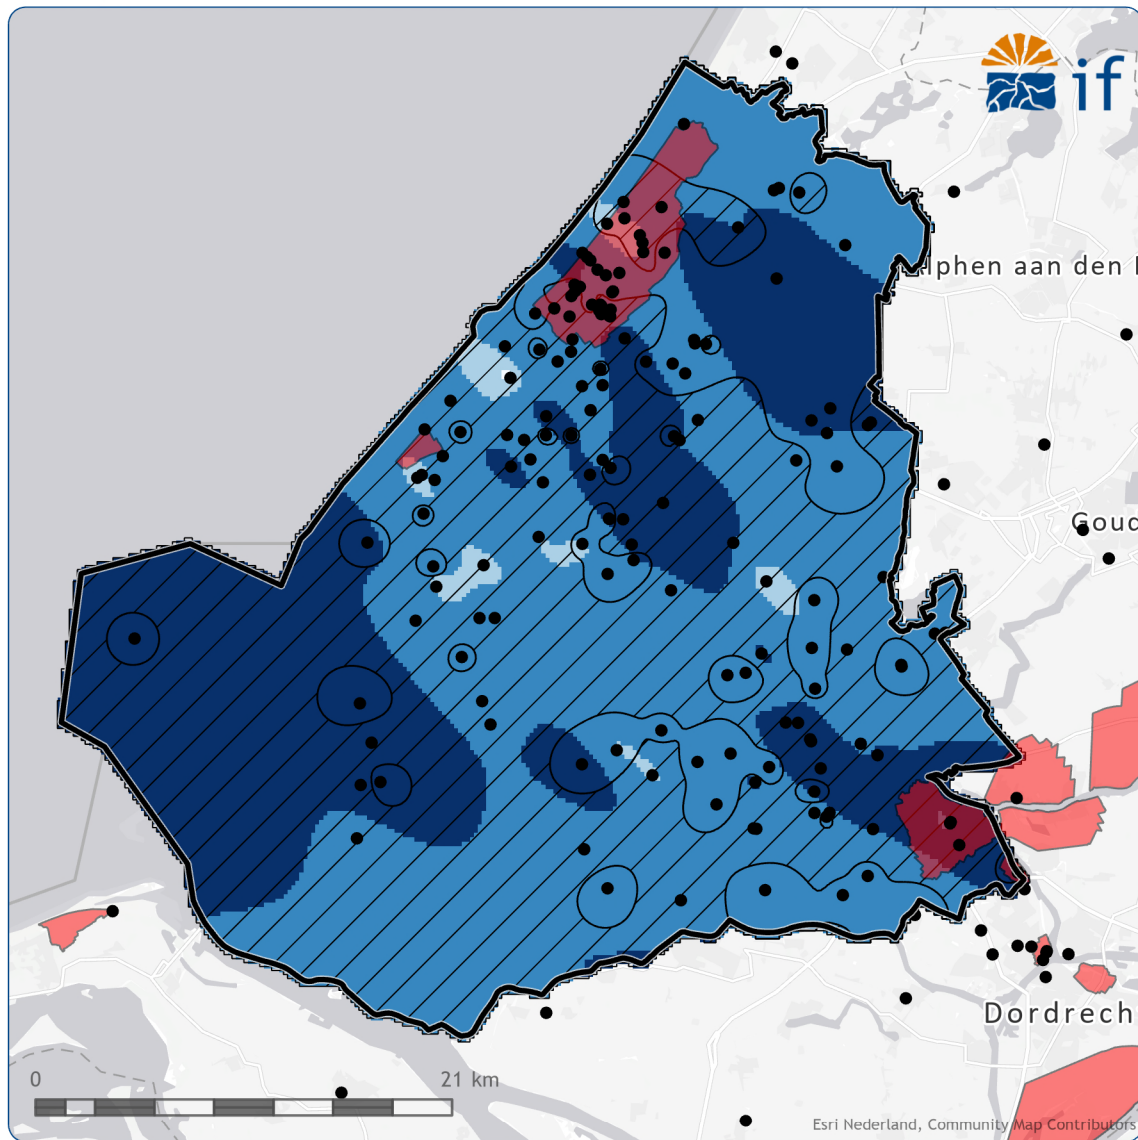 if
lphen aan den
Goud
Dordrech
0
21 km
Esri Nederland, Community Map Contributors